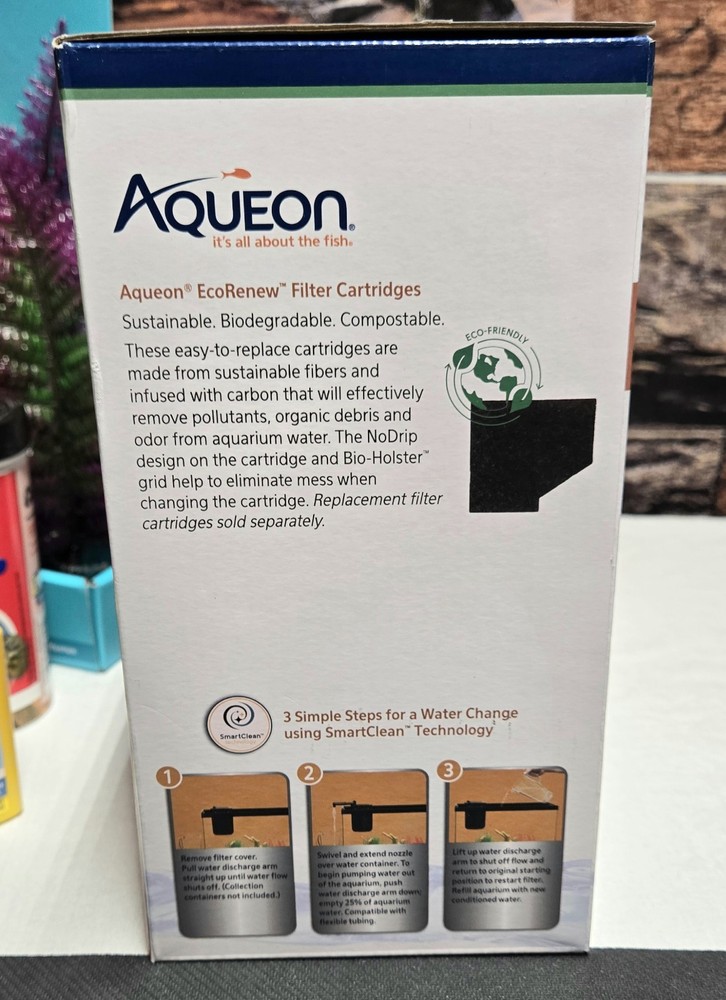 AQUEON®
it's all about the fish®
Aqueon® EcoRenew™ Filter Cartridges
Sustainable. Biodegradable. Compostable.
These easy-to-replace cartridges are
made from sustainable fibers and
infused with carbon that will effectively
remove pollutants, organic debris and
odor from aquarium water. The NoDrip
design on the cartridge and Bio-Holster™
grid help to eliminate mess when
changing the cartridge. Replacement filter
cartridges sold separately.
ECO-FRIENDLY
SmartClean™
technology
3 Simple Steps for a Water Change
using SmartClean™ Technology
1
Remove filter cover.
Pull water discharge arm
straight up until water flow
shuts off. (Collection
containers not included.)
2
Swivel and extend nozzle
over water container. To
begin pumping water out
of the aquarium, push
water discharge arm down;
empty 25% of aquarium
water. Compatible with
flexible tubing.
3
Lift up water discharge
arm to shut off flow and
return to original starting
position to restart filter.
Refill aquarium with new
conditioned water.